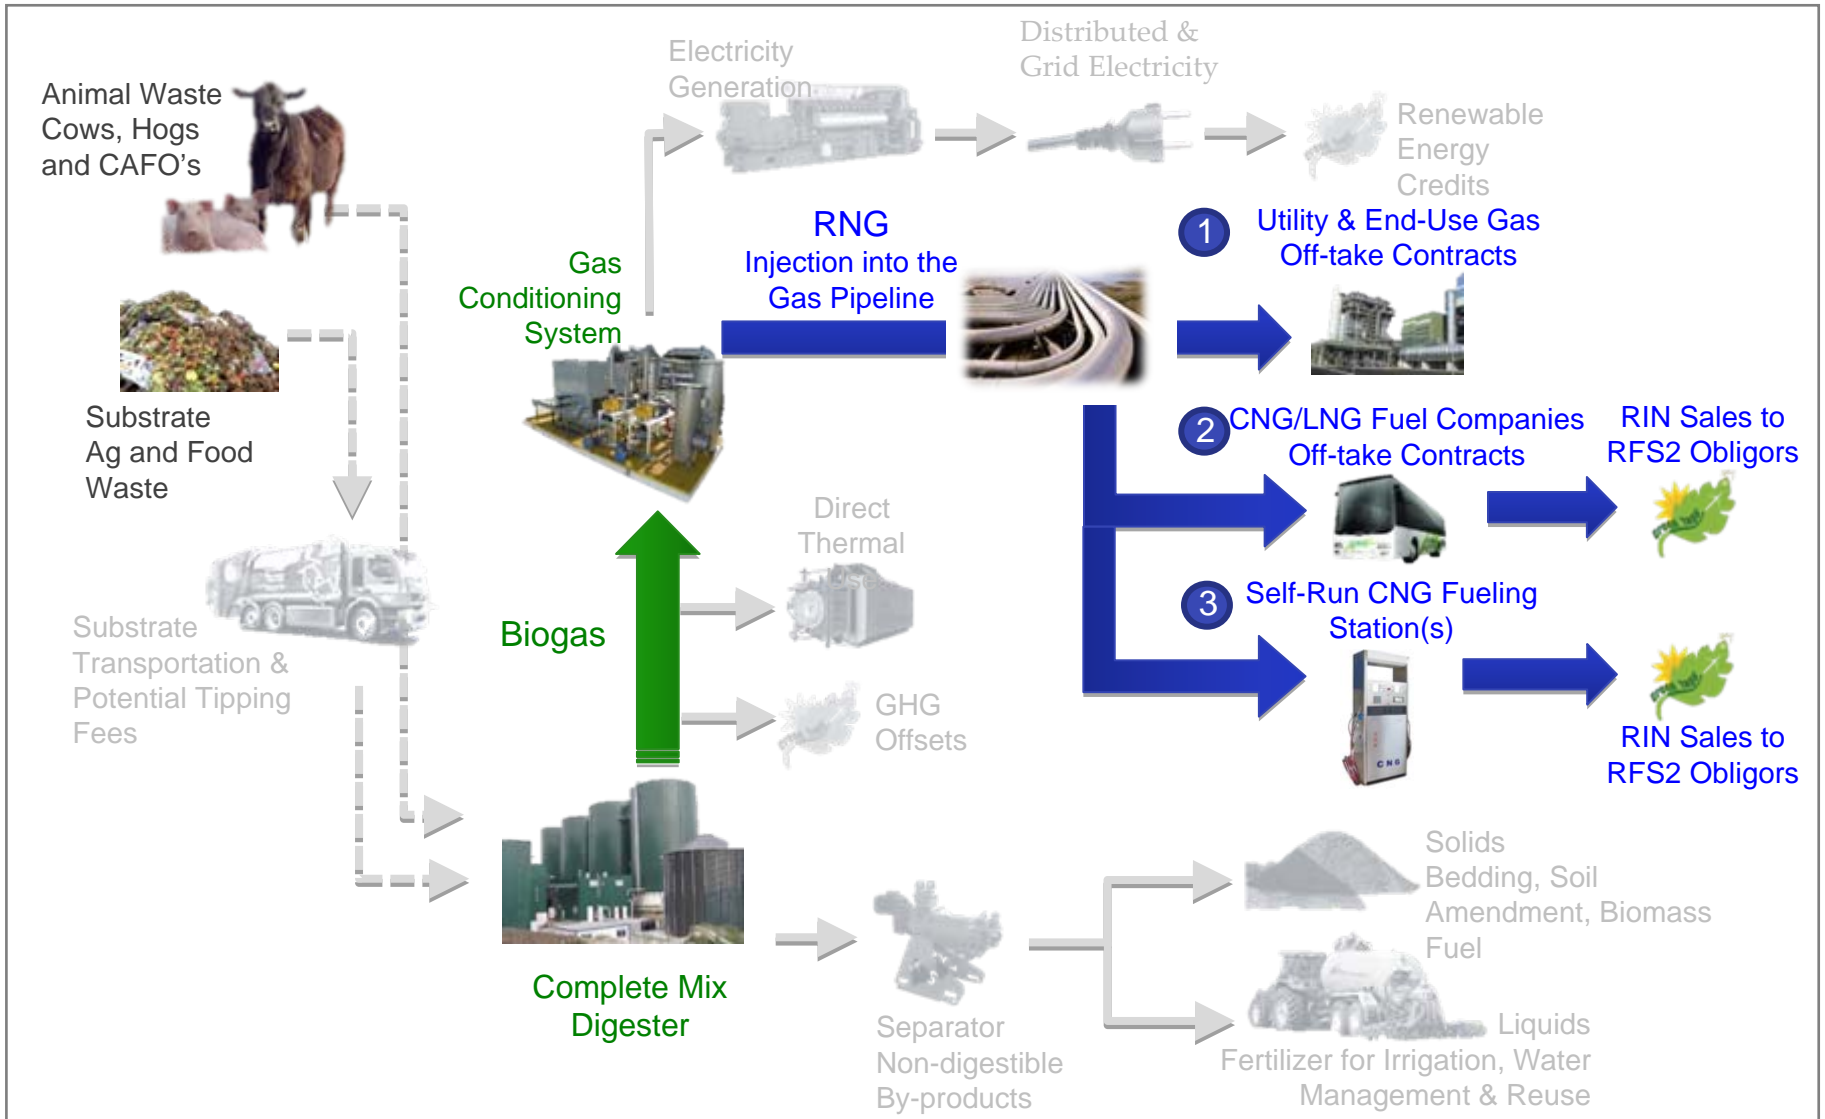 Electricity
Generation
Distributed &
Grid Electricity
Renewable
Energy
Credits
Animal Waste
Cows, Hogs
and CAFO's
Substrate
Ag and Food
Waste
Substrate
Transportation &
Potential Tipping
Fees
Gas
Conditioning
System
RNG
Injection into the
Gas Pipeline
1
Utility & End-Use Gas
Off-take Contracts
2
CNG/LNG Fuel Companies
Off-take Contracts
RIN Sales to
RFS2 Obligors
3
Self-Run CNG Fueling
Station(s)
CNG
RIN Sales to
RFS2 Obligors
Direct
Thermal
Biogas
GHG
Offsets
Complete Mix
Digester
Separator
Non-digestible
By-products
Solids
Bedding, Soil
Amendment, Biomass
Fuel
Liquids
Fertilizer for Irrigation, Water
Management & Reuse